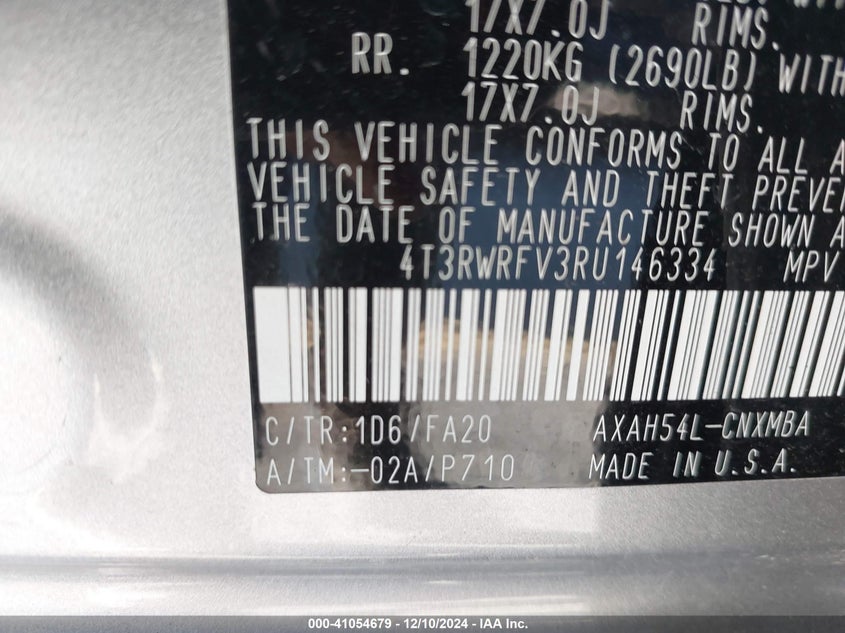 17X7.0J RIMS.
RR. 1220KG (2690LB) WITH
17X7.0J RIMS.
THIS VEHICLE CONFORMS TO ALL A
VEHICLE SAFETY AND THEFT PREVE
THE DATE OF MANUFACTURE SHOWN A
4T3RWRFV3RU146334 MPV
C/TR:1D6/FA20 AXAH54L-CNXMBA
A/TM:-02A/P710 MADE IN U.S.A.
000-41054679 - 12/10/2024 - IAA Inc.